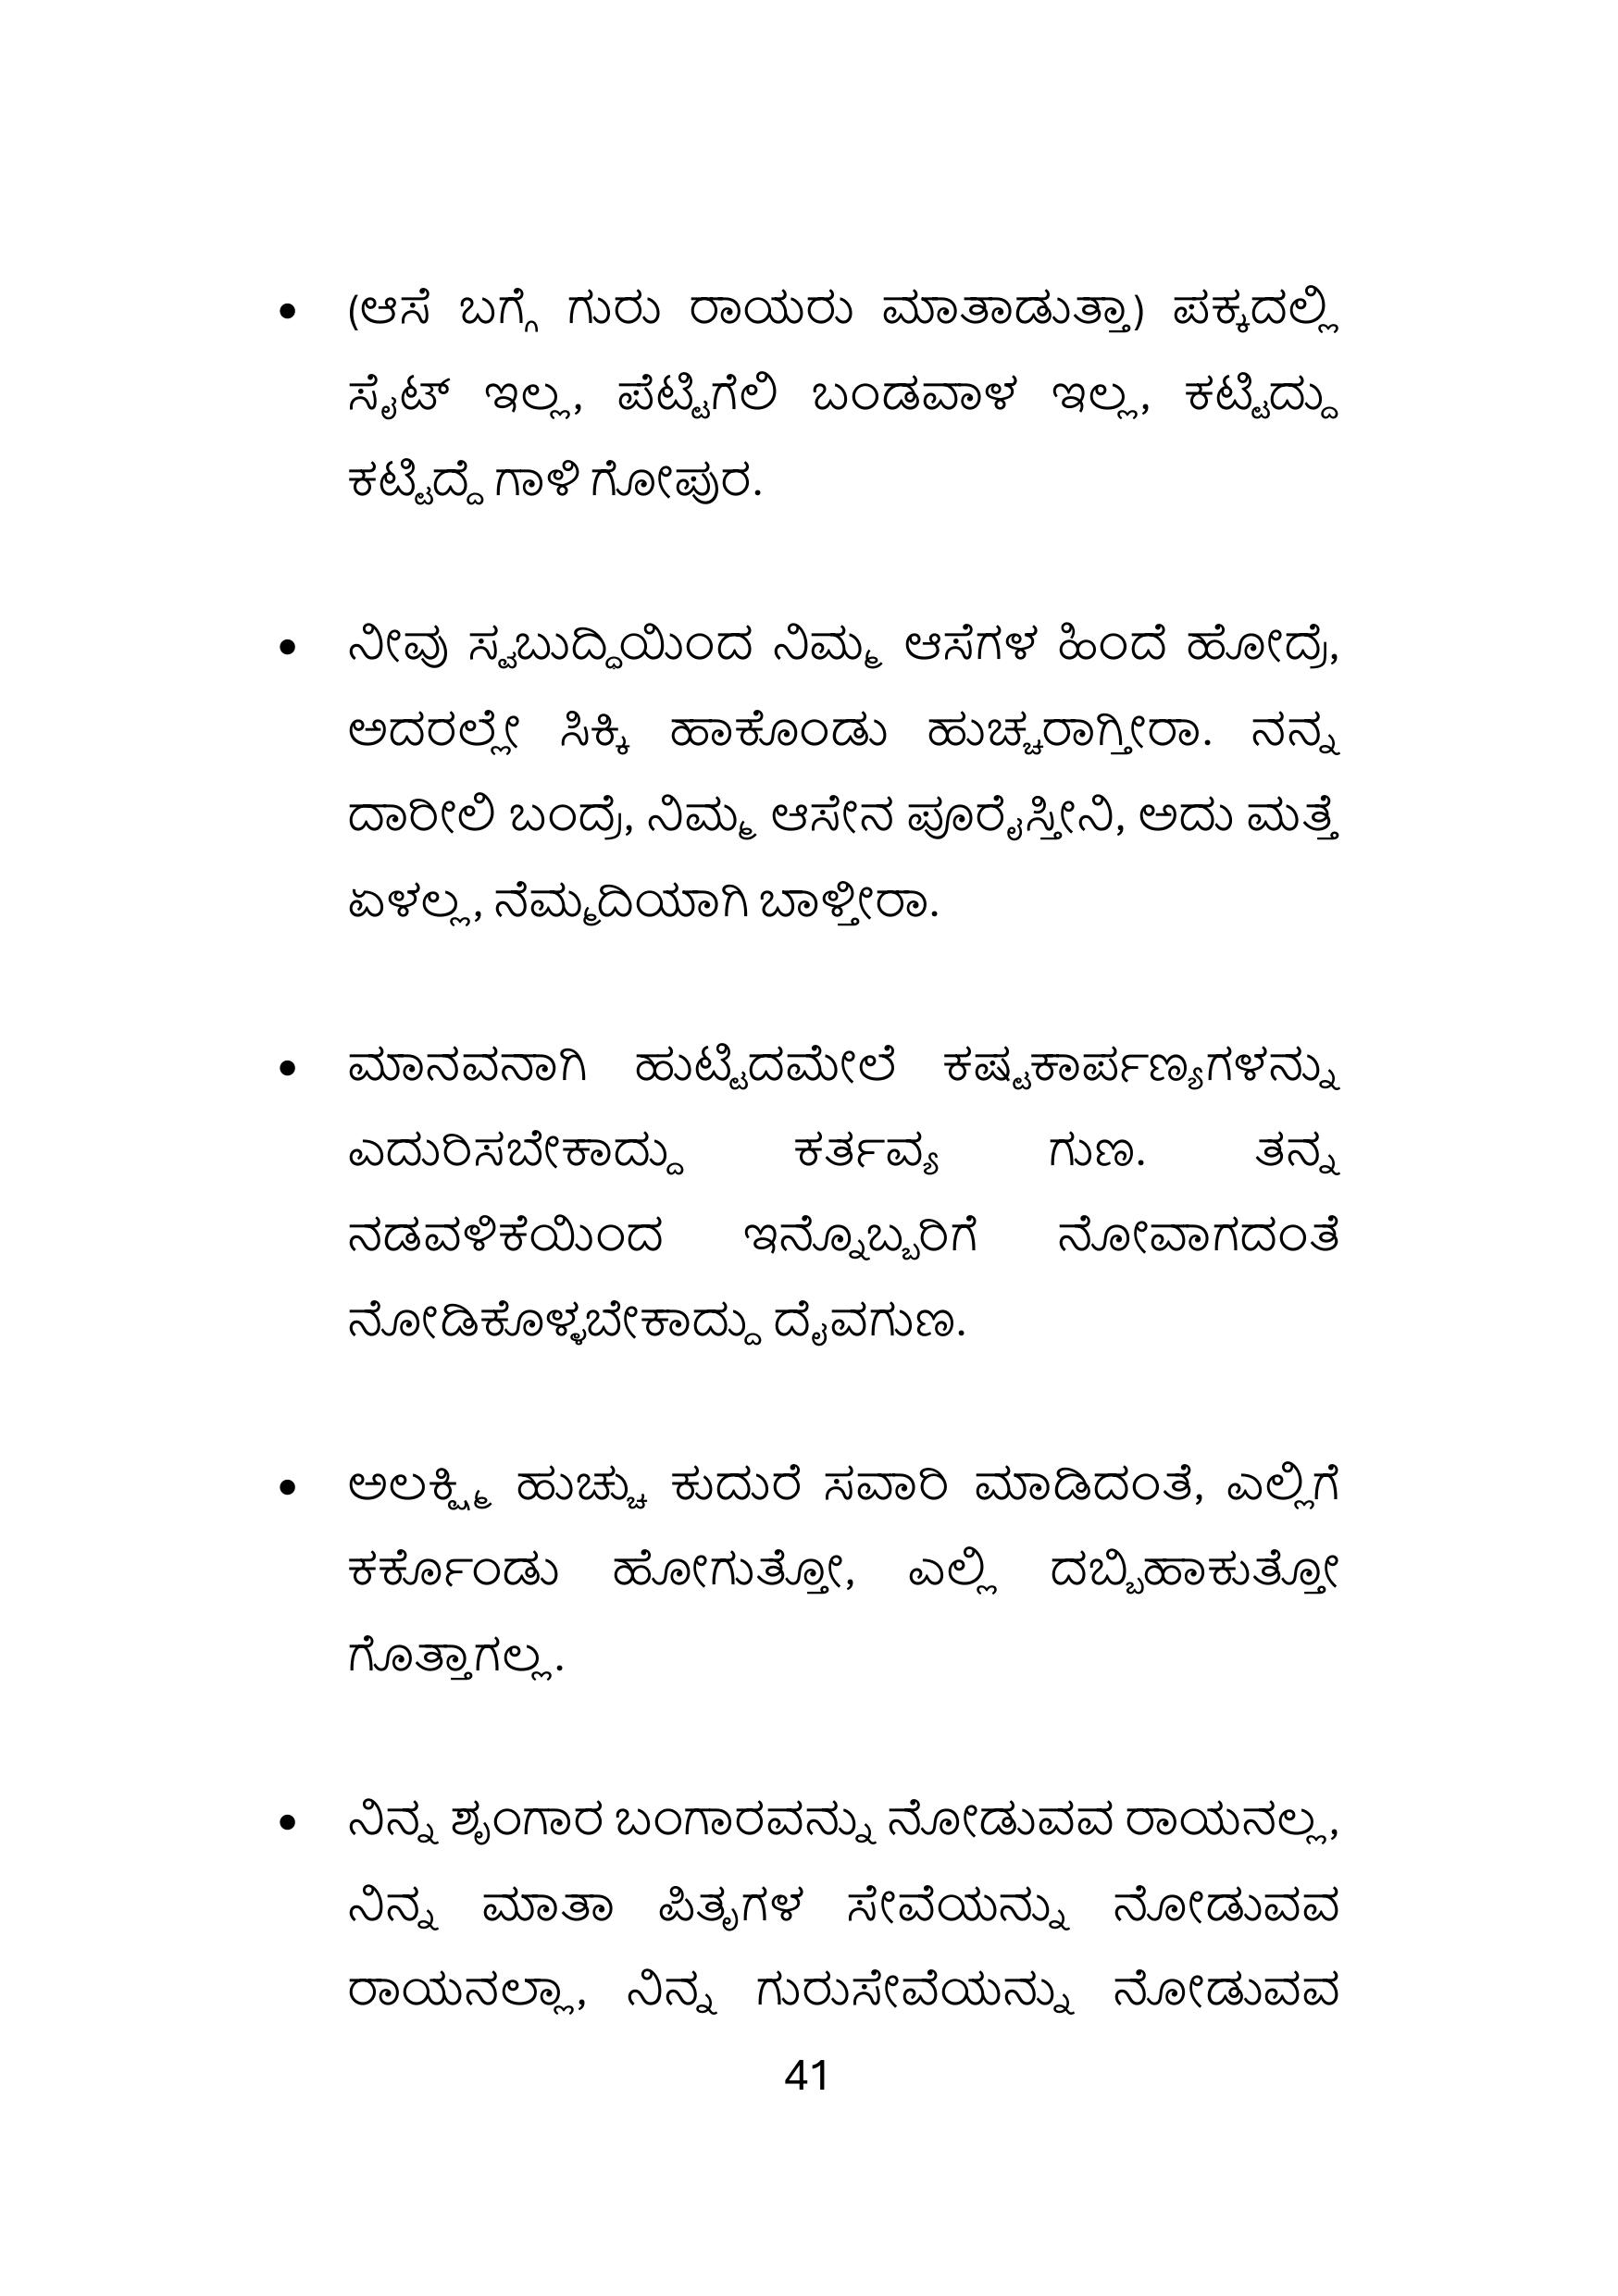 • (ಆಸೆ ಬಗ್ಗೆ ಗುರು ರಾಯರು ಮಾತಾಡುತ್ತಾ) ಪಕ್ಕದಲ್ಲಿ
ಸೈಟ್ ಇಲ್ಲ, ಪೆಟ್ಟಿಗೆಲಿ ಬಂಡವಾಳ ಇಲ್ಲ, ಕಟ್ಟಿದ್ದು
ಕಟ್ಟಿದ್ದೆ ಗಾಳಿ ಗೋಪುರ.
• ನೀವು ಸ್ವಬುದ್ಧಿಯಿಂದ ನಿಮ್ಮ ಆಸೆಗಳ ಹಿಂದೆ ಹೋದ್ರೆ,
ಅದರಲ್ಲೇ ಸಿಕ್ಕಿ ಹಾಕೊಂಡು ಹುಚ್ಚರಾಗ್ತೀರಾ. ನನ್ನ
ದಾರೀಲಿ ಬಂದ್ರೆ, ನಿಮ್ಮ ಆಸೇನ ಪೂರೈಸ್ತೀನಿ, ಅದು ಮತ್ತೆ
ಏಳಲ್ಲ, ನೆಮ್ಮದಿಯಾಗಿ ಬಾಳ್ತೀರಾ.
• ಮಾನವನಾಗಿ ಹುಟ್ಟಿದಮೇಲೆ ಕಷ್ಟಕಾರ್ಪಣ್ಯಗಳನ್ನು
ಎದುರಿಸಬೇಕಾದ್ದು ಕರ್ತವ್ಯ ಗುಣ. ತನ್ನ
ನಡವಳಿಕೆಯಿಂದ ಇನ್ನೊಬ್ಬರಿಗೆ ನೋವಾಗದಂತೆ
ನೋಡಿಕೊಳ್ಳಬೇಕಾದ್ದು ದೈವಗುಣ.
• ಅಲಕ್ಷ್ಮಿ ಹುಚ್ಚು ಕುದುರೆ ಸವಾರಿ ಮಾಡಿದಂತೆ, ಎಲ್ಲಿಗೆ
ಕರ್ಕೊಂಡು ಹೋಗುತ್ತೋ, ಎಲ್ಲಿ ದಬ್ಬಿಹಾಕುತ್ತೋ
ಗೊತ್ತಾಗಲ್ಲ.
• ನಿನ್ನ ಶೃಂಗಾರ ಬಂಗಾರವನ್ನು ನೋಡುವವ ರಾಯನಲ್ಲ,
ನಿನ್ನ ಮಾತಾ ಪಿತೃಗಳ ಸೇವೆಯನ್ನು ನೋಡುವವ
ರಾಯನಲ್ಲಾ, ನಿನ್ನ ಗುರುಸೇವೆಯನ್ನು ನೋಡುವವ
41